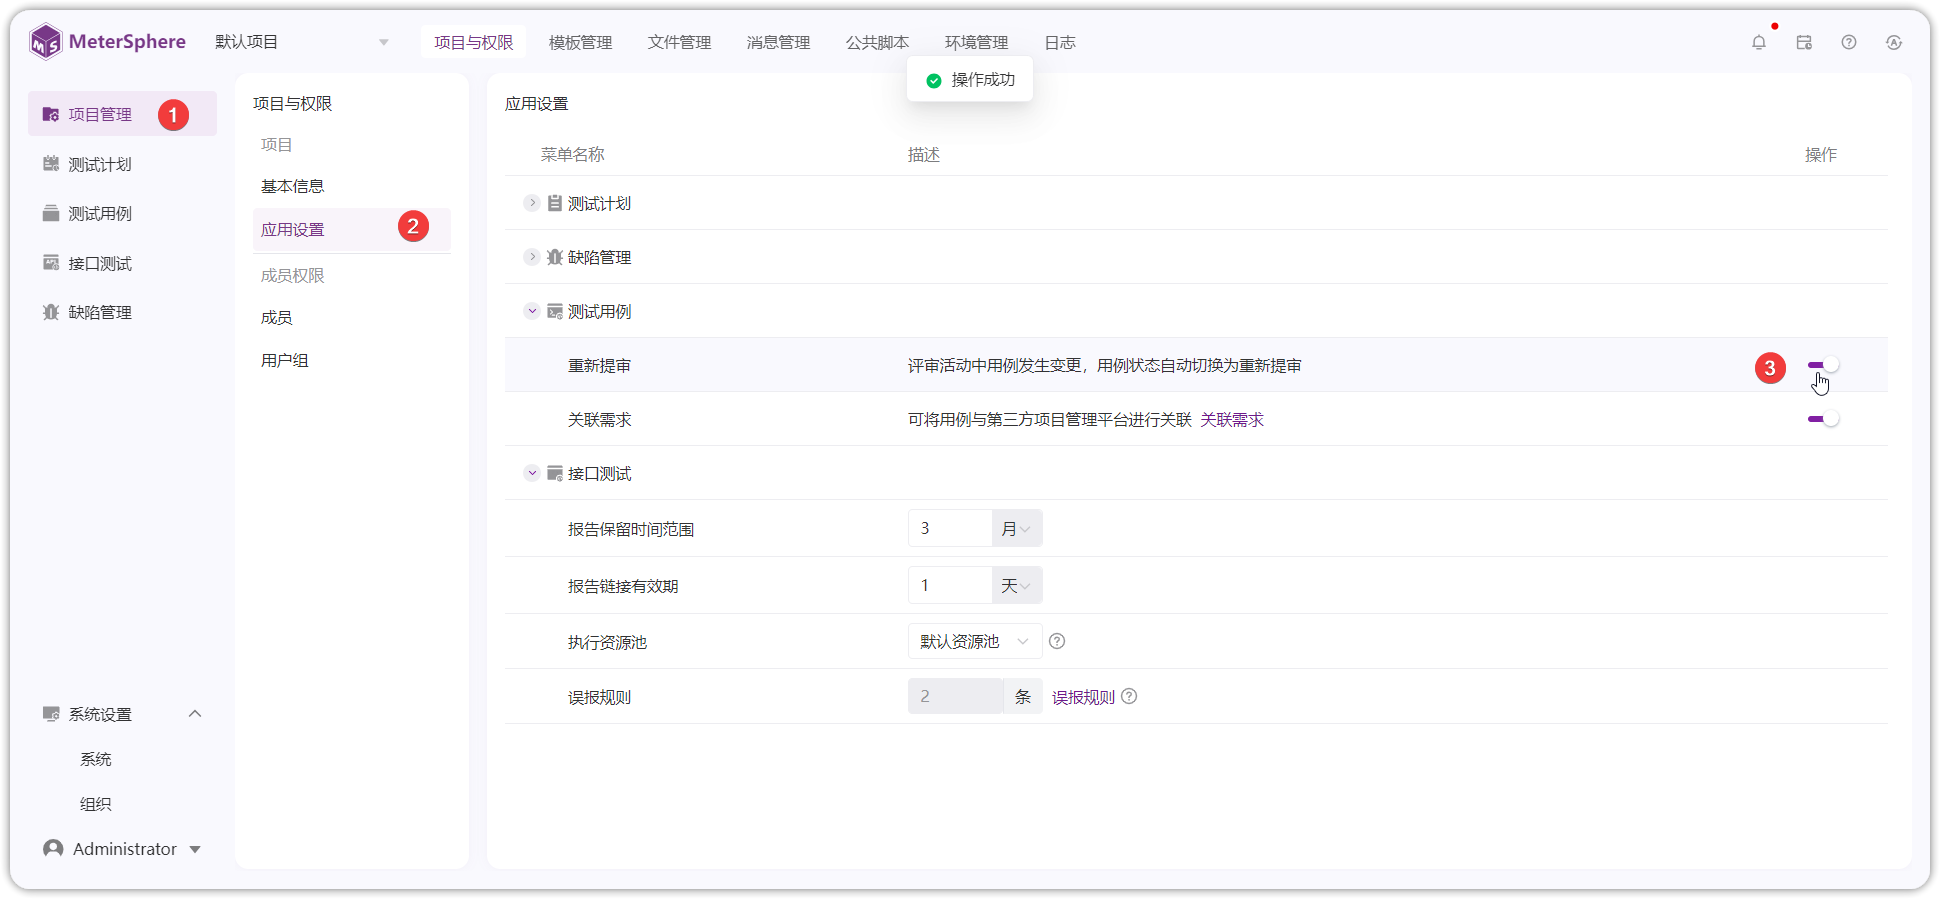 MeterSphere
默认项目
项目与权限
模板管理
文件管理
消息管理
公共脚本
环境管理
日志
操作成功
项目管理
1
测试计划
测试用例
接口测试
缺陷管理
系统设置
系统
组织
Administrator
项目与权限
项目
基本信息
应用设置
2
成员权限
成员
用户组
应用设置
菜单名称 描述 操作
测试计划
缺陷管理
测试用例
重新提审 评审活动中用例发生变更，用例状态自动切换为重新提审 3
关联需求 可将用例与第三方项目管理平台进行关联 关联需求
接口测试
报告保留时间范围 3 月
报告链接有效期 1 天
执行资源池 默认资源池
误报规则 2 条 误报规则